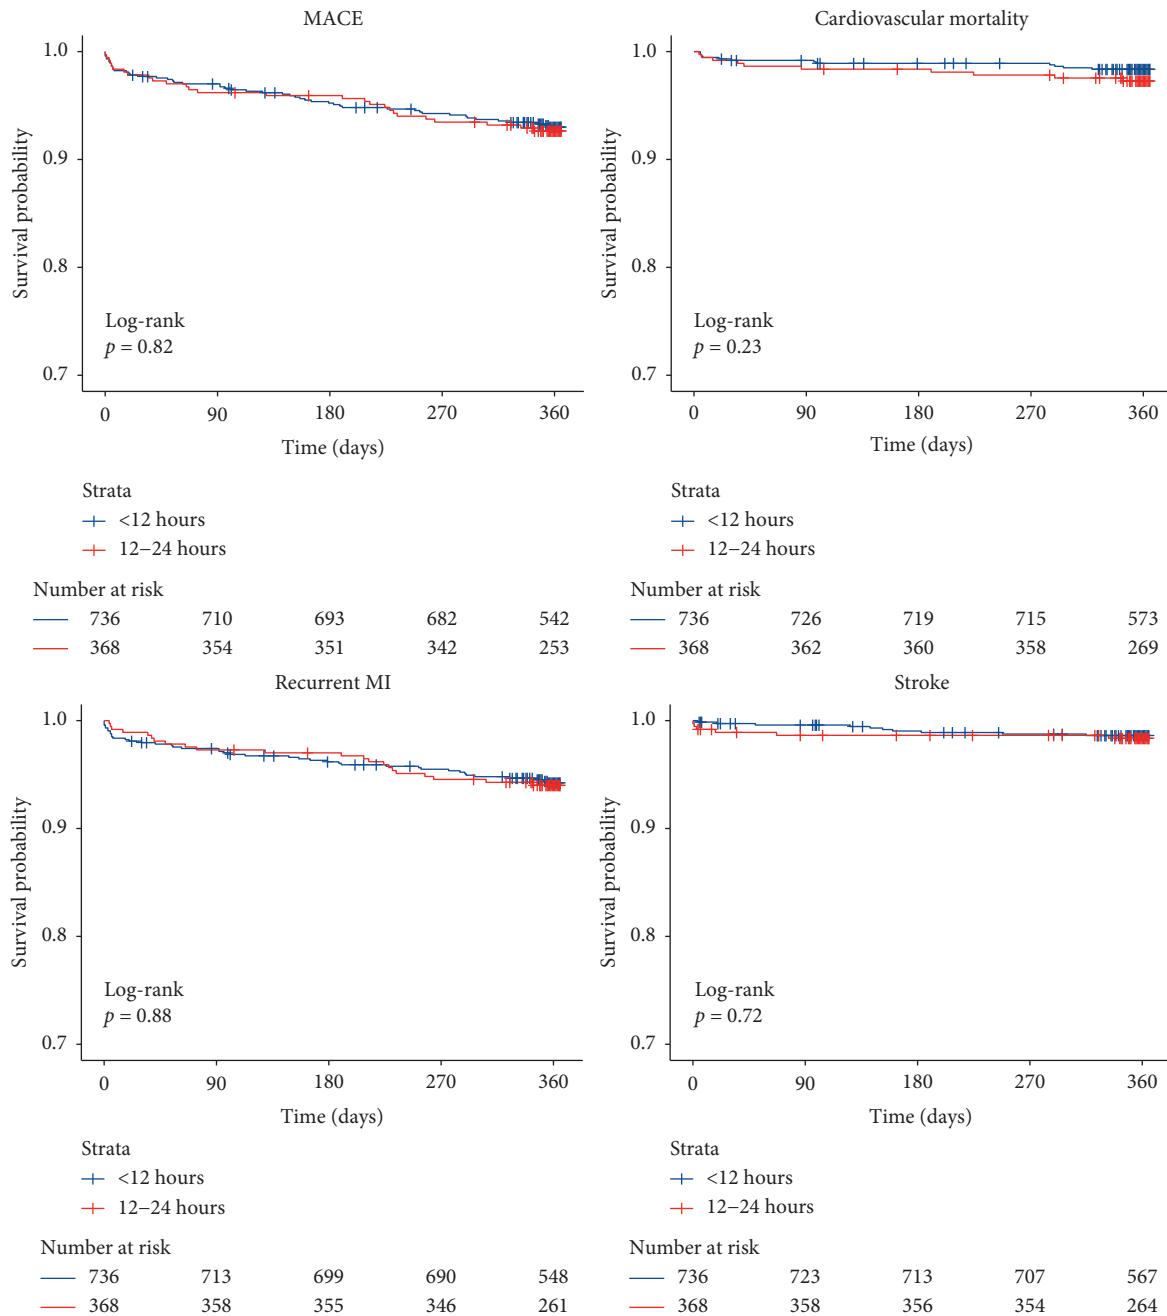 MACE
1.0
0.9
0.8
0.7
Survival probability
Log-rank
p = 0.82
0 90 180 270 360
Time (days)
Strata
<12 hours
12–24 hours
Number at risk
736 710 693 682 542
368 354 351 342 253
Cardiovascular mortality
1.0
0.9
0.8
0.7
Survival probability
Log-rank
p = 0.23
0 90 180 270 360
Time (days)
Strata
<12 hours
12–24 hours
Number at risk
736 726 719 715 573
368 362 360 358 269
Recurrent MI
1.0
0.9
0.8
0.7
Survival probability
Log-rank
p = 0.88
0 90 180 270 360
Time (days)
Strata
<12 hours
12–24 hours
Number at risk
736 713 699 690 548
368 358 355 346 261
Stroke
1.0
0.9
0.8
0.7
Survival probability
Log-rank
p = 0.72
0 90 180 270 360
Time (days)
Strata
<12 hours
12–24 hours
Number at risk
736 723 713 707 567
368 358 356 354 264